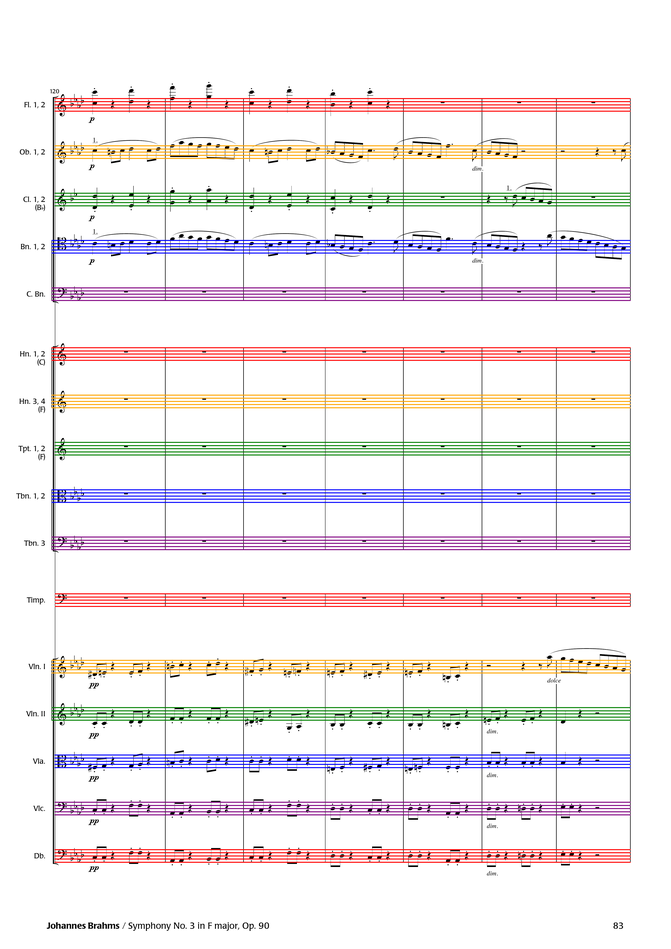 120
Fl. 1, 2
p
1.
Ob. 1, 2
p
dim.
1.
Cl. 1, 2
(B♭)
p
1.
Bn. 1, 2
p
dim.
C. Bn.
Hn. 1, 2
(C)
Hn. 3, 4
(F)
Tpt. 1, 2
(F)
Tbn. 1, 2
Tbn. 3
Timp.
Vln. I
pp
dolce
Vln. II
pp
dim.
Vla.
pp
dim.
Vlc.
pp
dim.
Db.
pp
dim.
Johannes Brahms / Symphony No. 3 in F major, Op. 90 83